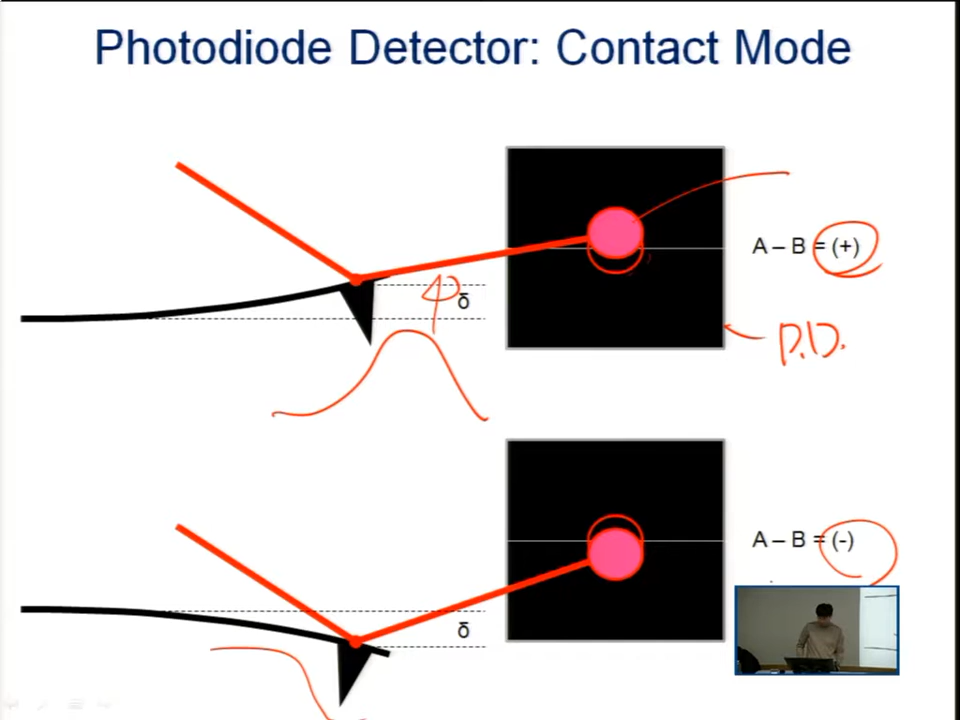 Photodiode Detector: Contact Mode
A – B = (+)
δ
P.D.
A – B = (-)
δ